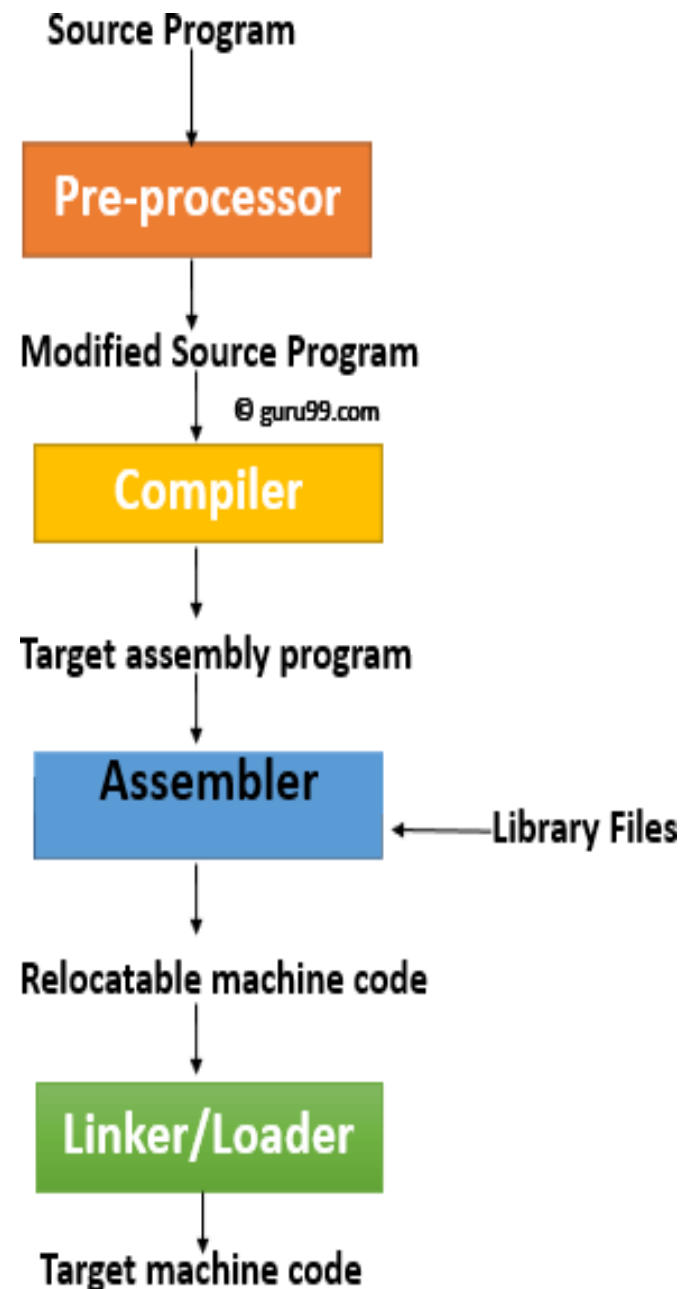 Source Program
Pre-processor
Modified Source Program
© guru99.com
Compiler
Target assembly program
Assembler
Library Files
Relocatable machine code
Linker/Loader
Target machine code